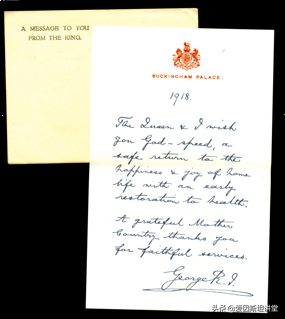 A MESSAGE TO YOU
FROM THE KING.
BUCKINGHAM PALACE.
1918.
The Queen & I wish
you God-speed, a
safe return to the
happiness & joy of home
life with an early
restoration to health.
A grateful Mother
Country thanks you
for faithful services.
George R.I.
头条 @爱因斯坦讲堂